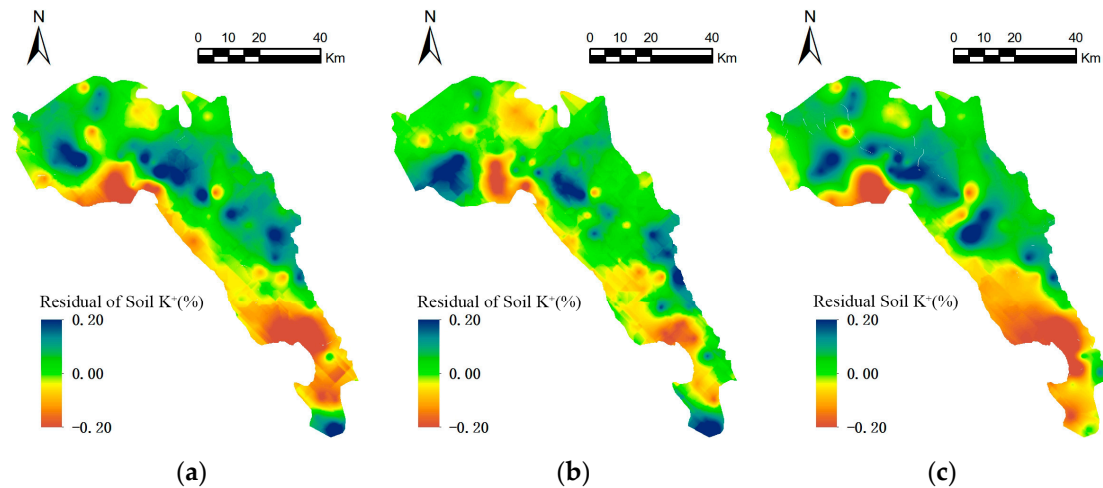 N
0 10 20 40
Km
Residual of Soil K+(%)
0.20
0.00
-0.20
(a)
N
0 10 20 40
Km
Residual of Soil K+(%)
0.20
0.00
-0.20
(b)
N
0 10 20 40
Km
Residual Soil K+(%)
0.20
0.00
-0.20
(c)